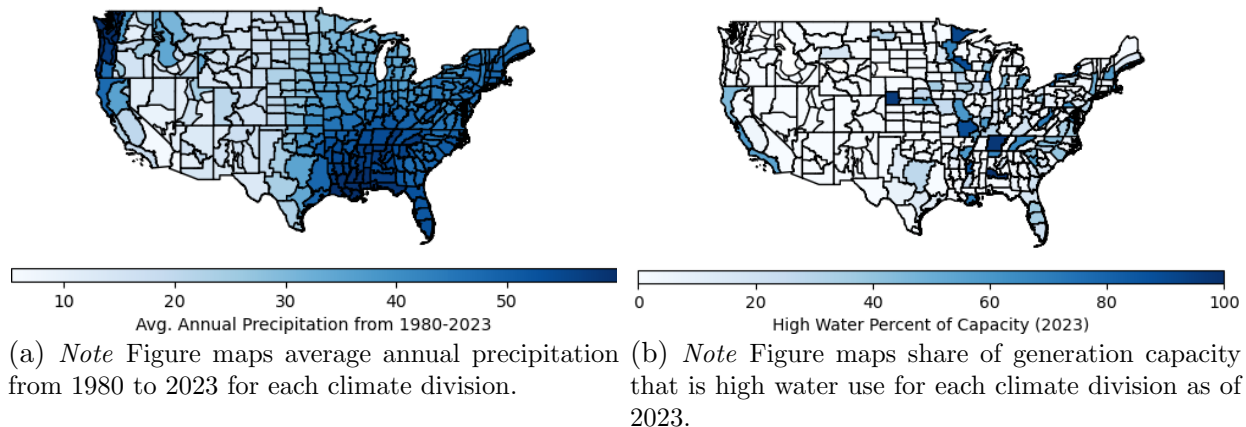 10 20 30 40 50
Avg. Annual Precipitation from 1980-2023
(a) Note Figure maps average annual precipitation
from 1980 to 2023 for each climate division.
0 20 40 60 80 100
High Water Percent of Capacity (2023)
(b) Note Figure maps share of generation capacity
that is high water use for each climate division as of
2023.